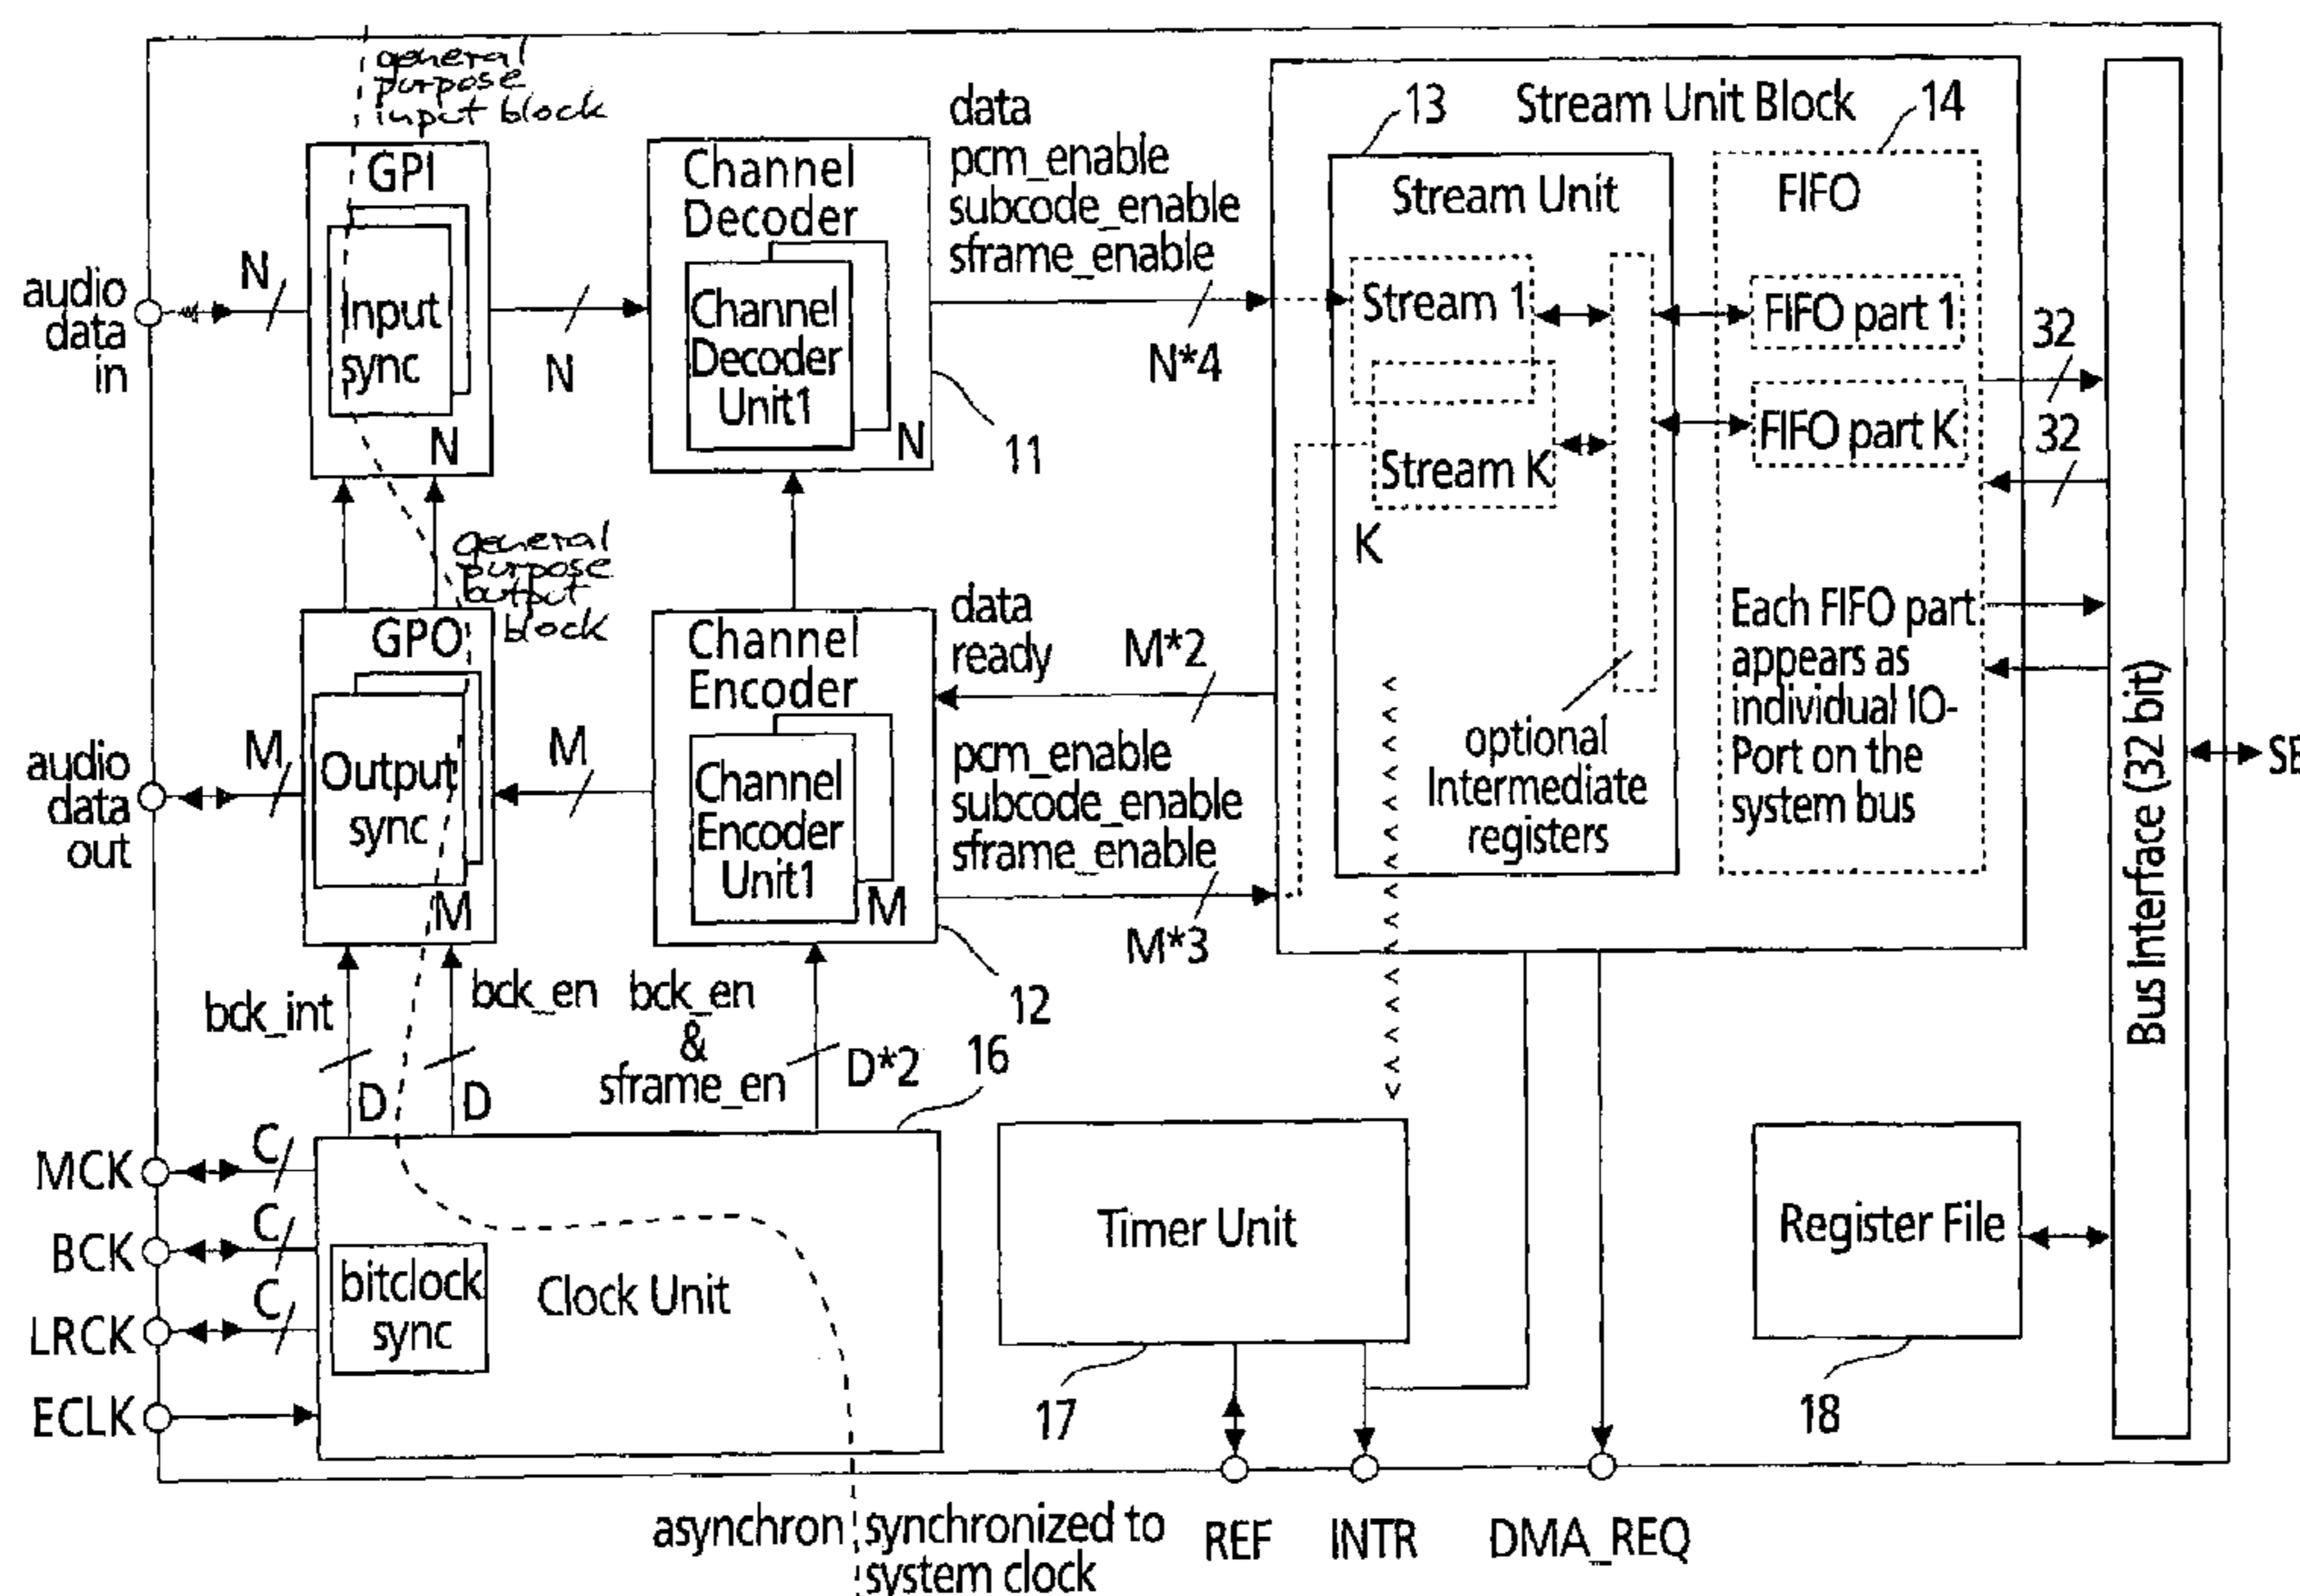 general
purpose
input block
GPI
Input
sync
N
audio
data
in
N
N
Channel
Decoder
Channel
Decoder
Unit1
N
11
data
pcm_enable
subcode_enable
sframe_enable
N*4
Stream Unit Block
13
14
Stream Unit
Stream 1
Stream K
K
optional
Intermediate
registers
FIFO
FIFO part 1
FIFO part K
Each FIFO part
appears as
individual IO-
Port on the
system bus
32
32
Bus Interface (32 bit)
general
purpose
output
block
GPO
Output
sync
M
audio
data
out
M
M
Channel
Encoder
Channel
Encoder
Unit1
M
12
data
ready
M*2
pcm_enable
subcode_enable
sframe_enable
M*3
bck_int
D
bck_en
D
bck_en
&
sframe_en
D*2
16
MCK
C
BCK
C
LRCK
C
ECLK
bitclock
sync
Clock Unit
Timer Unit
17
Register File
18
asynchron
synchronized to
system clock
REF
INTR
DMA_REQ